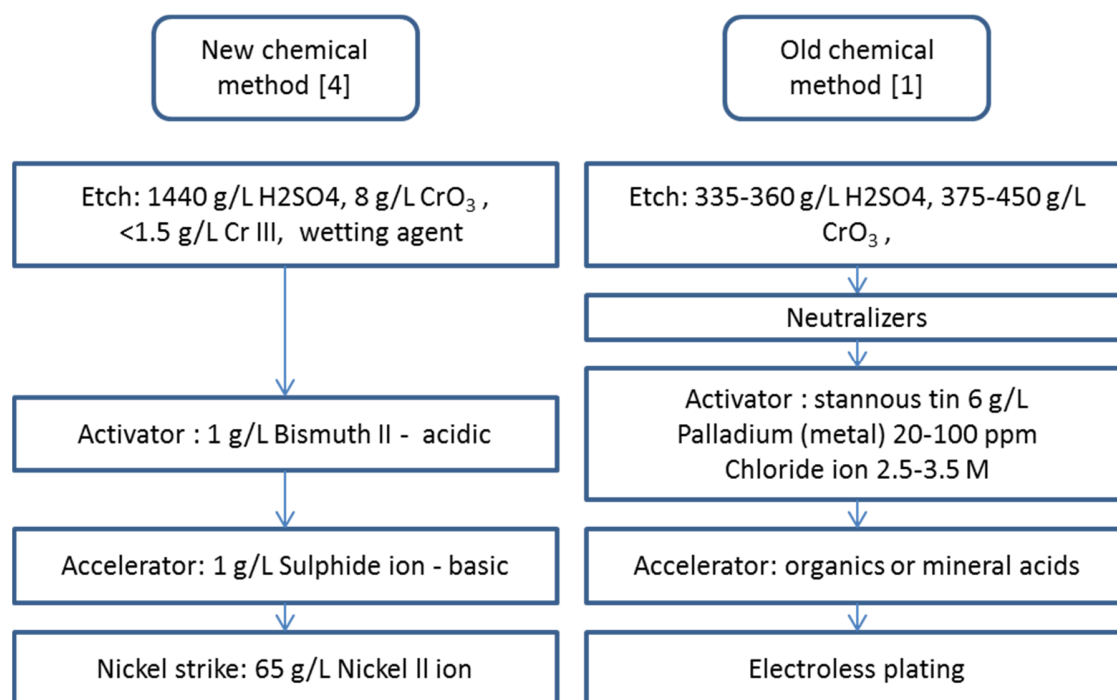 New chemical
method [4]
Old chemical
method [1]
Etch: 1440 g/L H2SO4, 8 g/L CrO₃ ,
<1.5 g/L Cr III, wetting agent
Etch: 335-360 g/L H2SO4, 375-450 g/L
CrO₃ ,
Neutralizers
Activator : 1 g/L Bismuth II - acidic
Activator : stannous tin 6 g/L
Palladium (metal) 20-100 ppm
Chloride ion 2.5-3.5 M
Accelerator: 1 g/L Sulphide ion - basic
Accelerator: organics or mineral acids
Nickel strike: 65 g/L Nickel II ion
Electroless plating